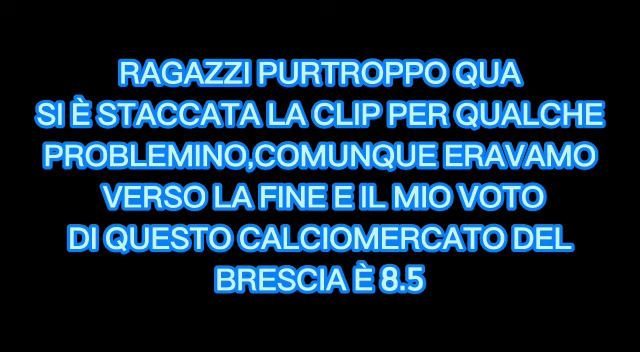 RAGAZZI PURTROPPO QUA
SI È STACCATA LA CLIP PER QUALCHE
PROBLEMINO,COMUNQUE ERAVAMO
VERSO LA FINE E IL MIO VOTO
DI QUESTO CALCIOMERCATO DEL
BRESCIA È 8.5